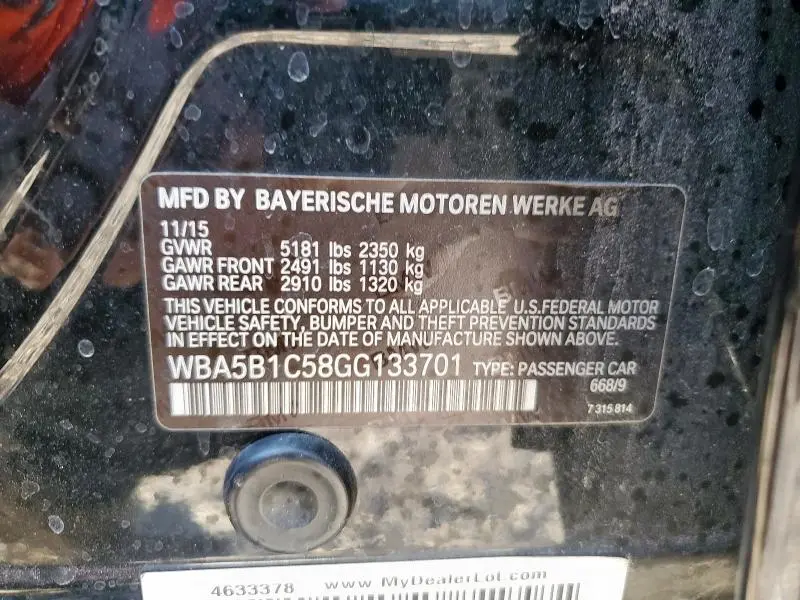 MFD BY BAYERISCHE MOTOREN WERKE AG
11/15
GVWR 5181 lbs 2350 kg
GAWR FRONT 2491 lbs 1130 kg
GAWR REAR 2910 lbs 1320 kg
THIS VEHICLE CONFORMS TO ALL APPLICABLE U.S.FEDERAL MOTOR
VEHICLE SAFETY, BUMPER AND THEFT PREVENTION STANDARDS
IN EFFECT ON THE DATE OF MANUFACTURE SHOWN ABOVE.
WBA5B1C58GG133701 TYPE: PASSENGER CAR
668/9
7 315 814
4633378 www.MyDealerLot.com